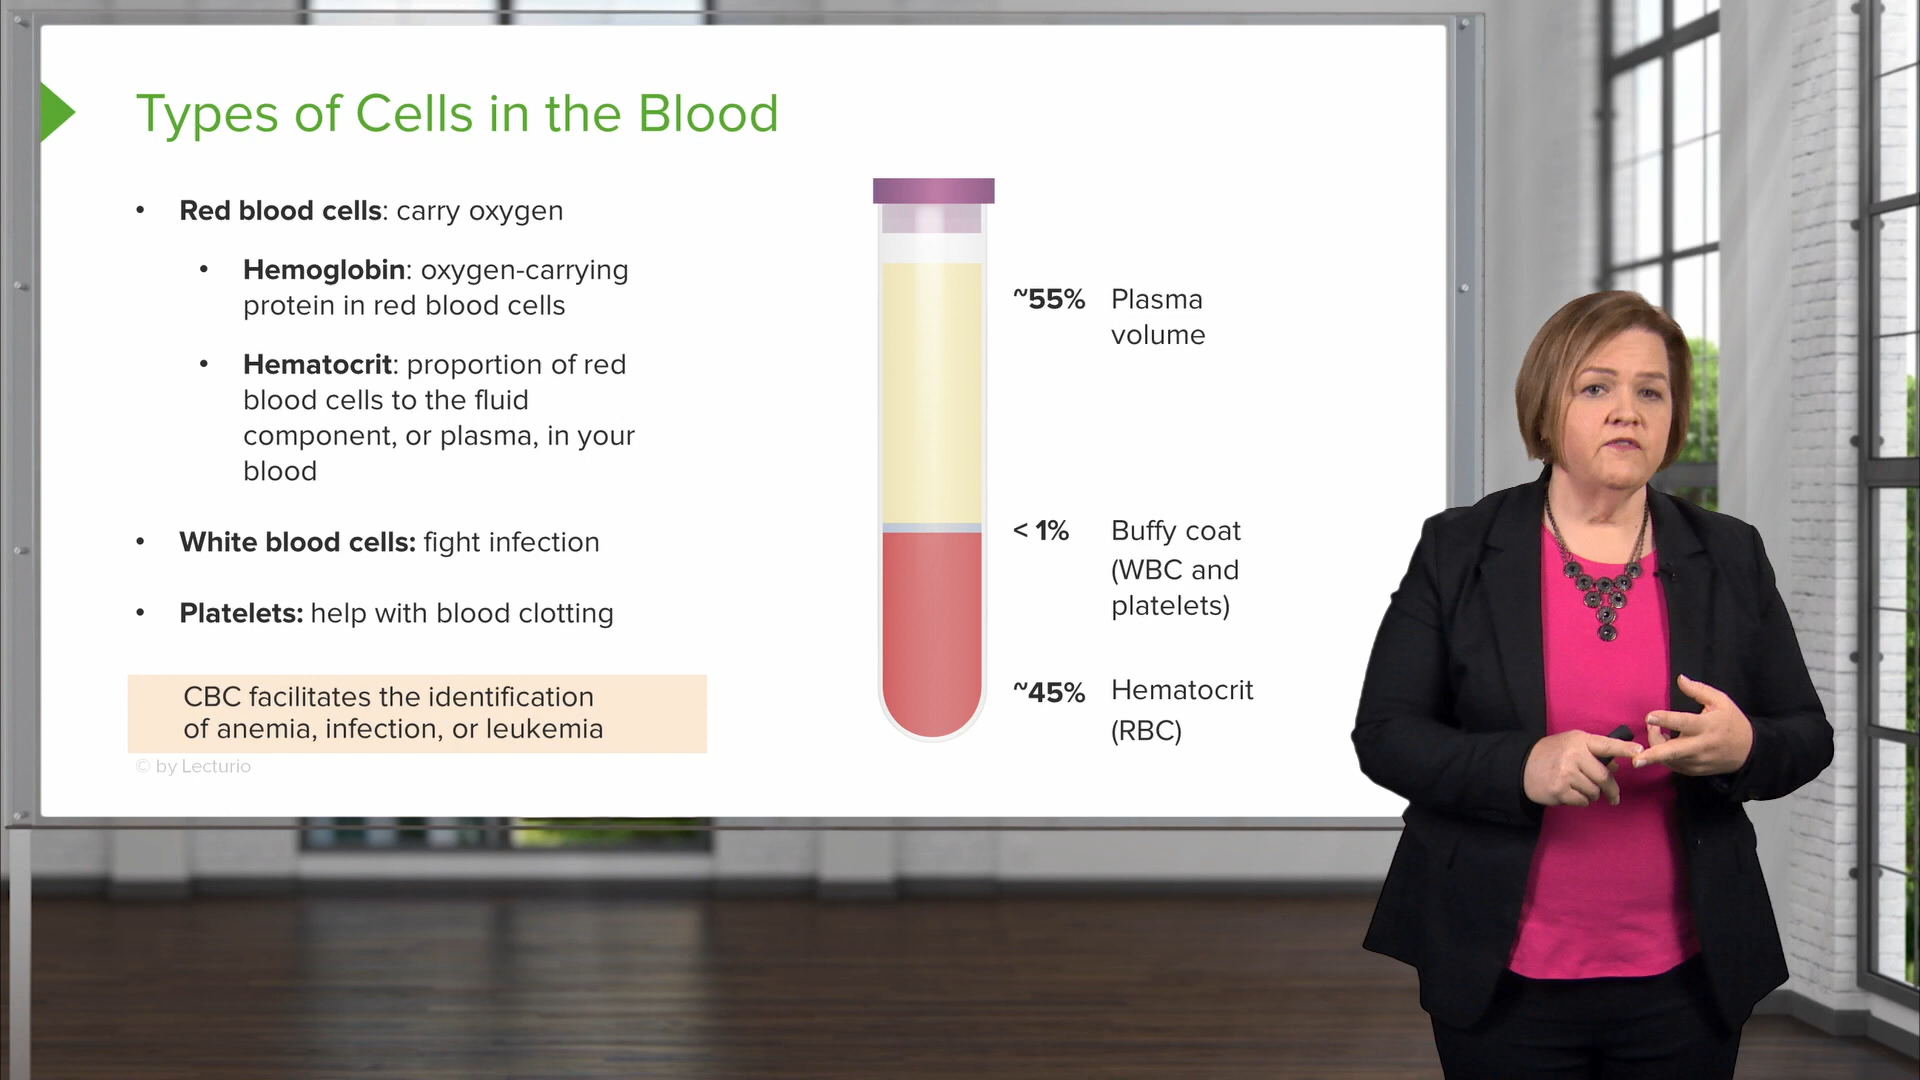 Types of Cells in the Blood
• Red blood cells: carry oxygen
• Hemoglobin: oxygen-carrying
protein in red blood cells
• Hematocrit: proportion of red
blood cells to the fluid
component, or plasma, in your
blood
• White blood cells: fight infection
• Platelets: help with blood clotting
CBC facilitates the identification
of anemia, infection, or leukemia
© by Lecturio
~55% Plasma
volume
< 1% Buffy coat
(WBC and
platelets)
~45% Hematocrit
(RBC)